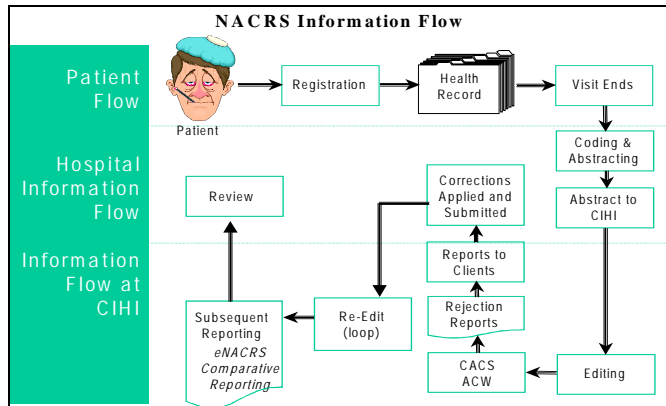 NACRS Information Flow
Patient
Flow
Patient
Registration
Health
Record
Visit Ends
Hospital
Information
Flow
Review
Corrections
Applied and
Submitted
Coding &
Abstracting
Abstract to
CIHI
Information
Flow at
CIHI
Subsequent
Reporting
eNACRS
Comparative
Reporting
Re-Edit
(loop)
Reports to
Clients
Rejection
Reports
CACS
ACW
Editing